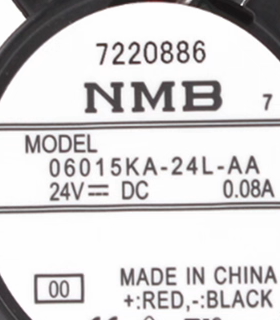 7220886
NMB 7
MODEL
06015KA-24L-AA
24V⎓ DC 0.08A
00 MADE IN CHINA
+:RED,-:BLACK